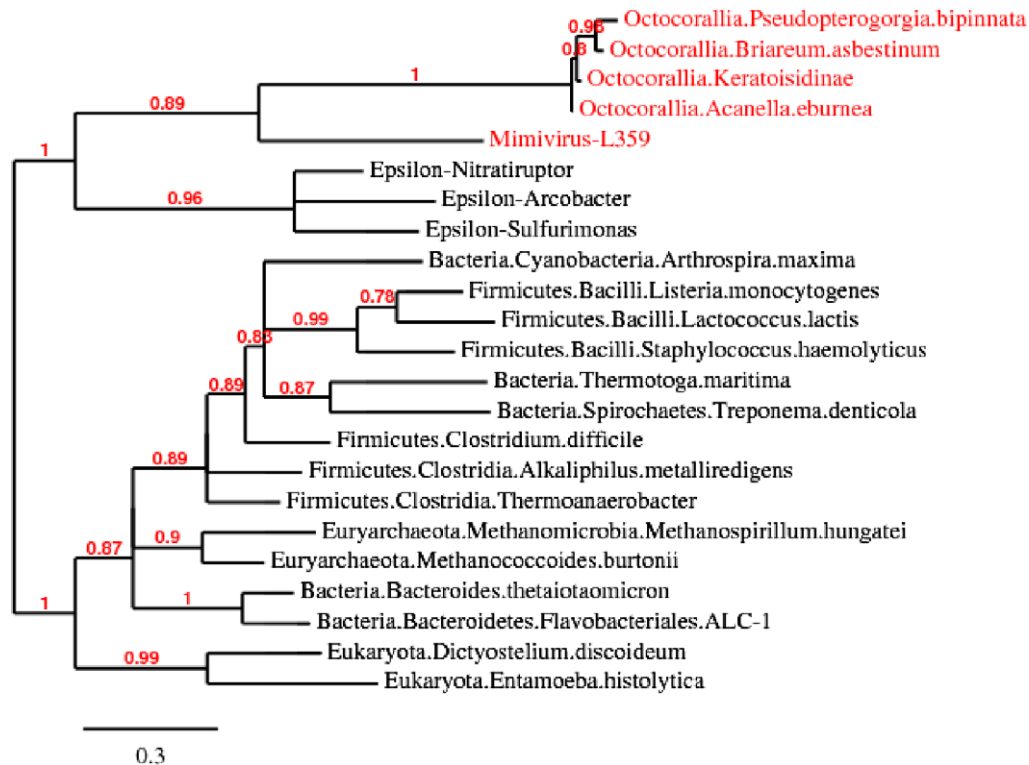 Octocorallia.Pseudopterogorgia.bipinnata
Octocorallia.Briareum.asbestinum
0.8
1
Octocorallia.Keratoisidinae
0.89
Octocorallia.Acanella.eburnea
Mimivirus-L359
1
Epsilon-Nitratiruptor
0.96
Epsilon-Arcobacter
Epsilon-Sulfurimonas
Bacteria.Cyanobacteria.Arthrospira.maxima
0.78
Firmicutes.Bacilli.Listeria.monocytogenes
0.99
Firmicutes.Bacilli.Lactococcus.lactis
Firmicutes.Bacilli.Staphylococcus.haemolyticus
0.89
0.87
Bacteria.Thermotoga.maritima
Bacteria.Spirochaetes.Treponema.denticola
Firmicutes.Clostridium.difficile
0.89
Firmicutes.Clostridia.Alkaliphilus.metalliredigens
Firmicutes.Clostridia.Thermoanaerobacter
0.9
Euryarchaeota.Methanomicrobia.Methanospirillum.hungatei
0.87
Euryarchaeota.Methanococcoides.burtonii
Bacteria.Bacteroides.thetaiotaomicron
1
1
Bacteria.Bacteroidetes.Flavobacteriales.ALC-1
Eukaryota.Dictyostelium.discoideum
0.99
Eukaryota.Entamoeba.histolytica
0.3